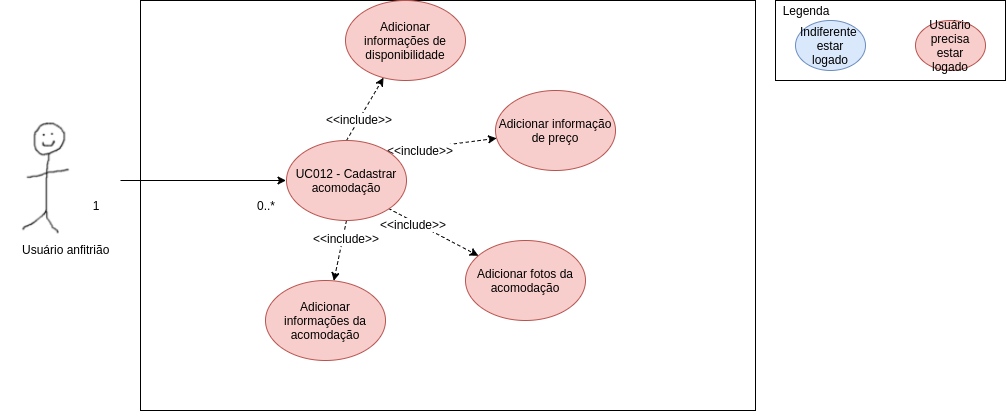 Adicionar
informações de
disponibilidade
<<include>>
Adicionar informação
de preço
<<include>>
UC012 - Cadastrar
acomodação
1
0..*
Usuário anfitrião
<<include>>
<<include>>
Adicionar fotos da
acomodação
Adicionar
informações da
acomodação
Legenda
Indiferente
estar
logado
Usuário
precisa
estar
logado